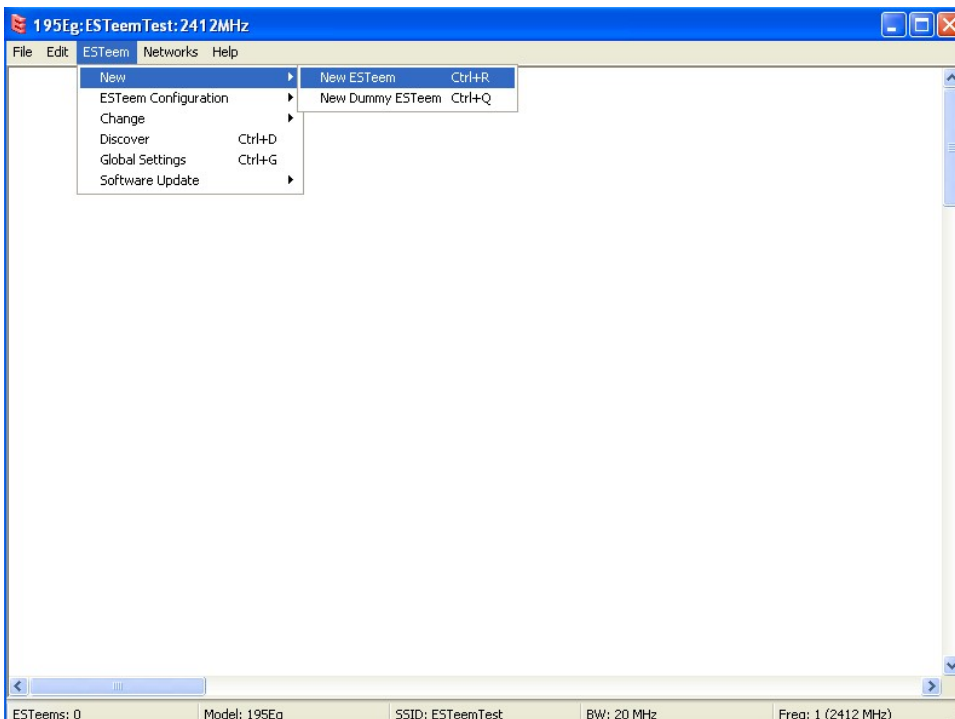 195Eg:ESTeemTest:2412MHz
File Edit ESTeem Networks Help
New
New ESTeem Ctrl+R
ESTeem Configuration
New Dummy ESTeem Ctrl+Q
Change
Discover Ctrl+D
Global Settings Ctrl+G
Software Update
ESTeems: 0 Model: 195Eg SSID: ESTeemTest BW: 20 MHz Freq: 1 (2412 MHz)